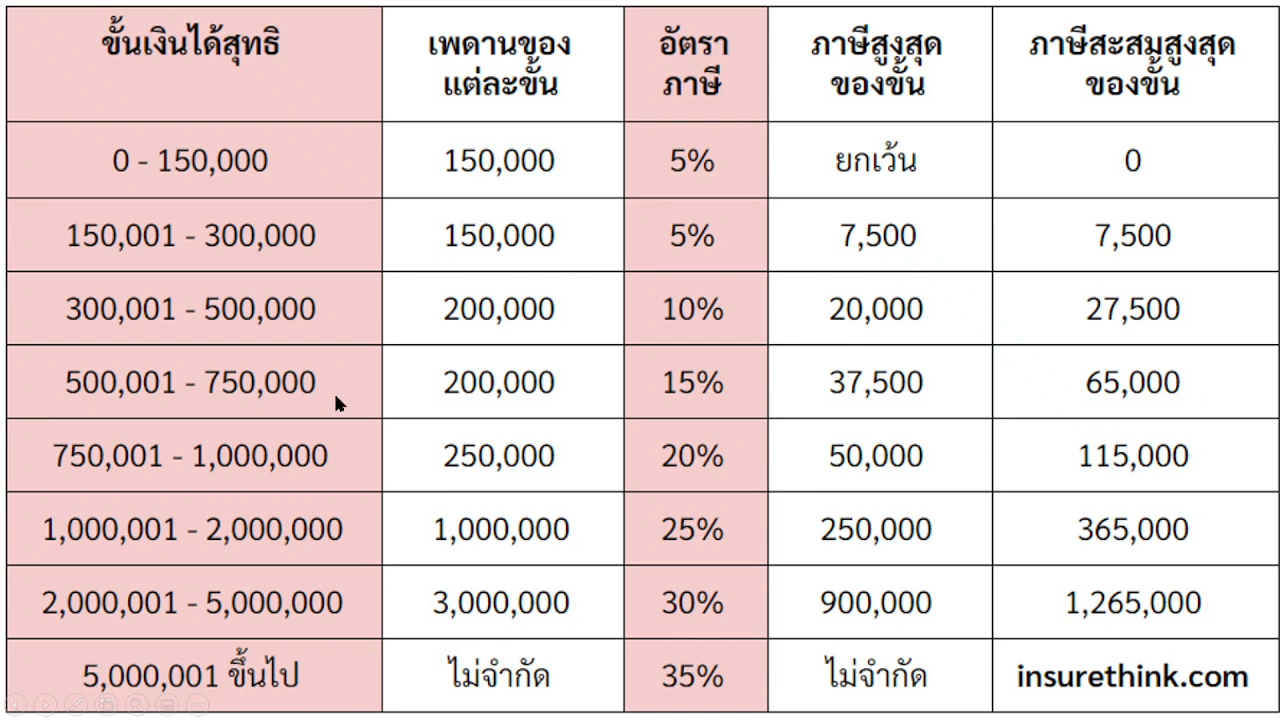 ขั้นเงินได้สุทธิ เพดานของ อัตรา ภาษีสูงสุด ภาษีสะสมสูงสุด
แต่ละขั้น ภาษี ของขั้น ของขั้น
0 - 150,000 150,000 5% ยกเว้น 0
150,001 - 300,000 150,000 5% 7,500 7,500
300,001 - 500,000 200,000 10% 20,000 27,500
500,001 - 750,000 200,000 15% 37,500 65,000
750,001 - 1,000,000 250,000 20% 50,000 115,000
1,000,001 - 2,000,000 1,000,000 25% 250,000 365,000
2,000,001 - 5,000,000 3,000,000 30% 900,000 1,265,000
5,000,001 ขึ้นไป ไม่จำกัด 35% ไม่จำกัด insurethink.com